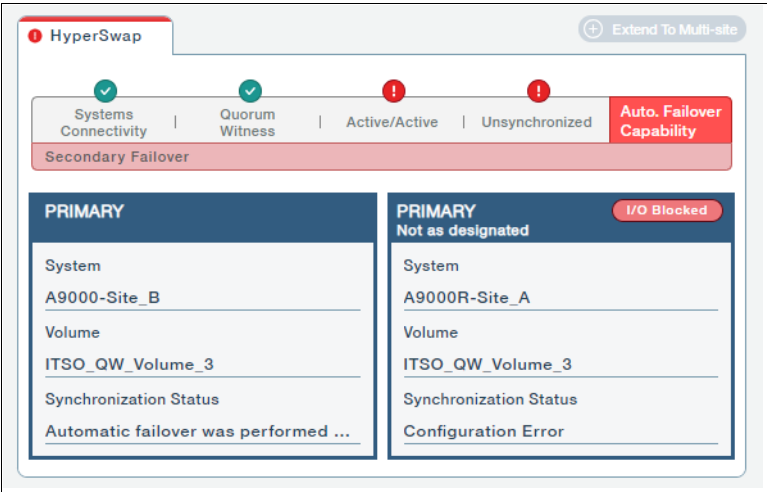 HyperSwap
Extend To Multi-site
Systems Connectivity
Quorum Witness
Active/Active
Unsynchronized
Auto. Failover Capability
Secondary Failover
PRIMARY
System
A9000-Site_B
Volume
ITSO_QW_Volume_3
Synchronization Status
Automatic failover was performed ...
PRIMARY
Not as designated
I/O Blocked
System
A9000R-Site_A
Volume
ITSO_QW_Volume_3
Synchronization Status
Configuration Error